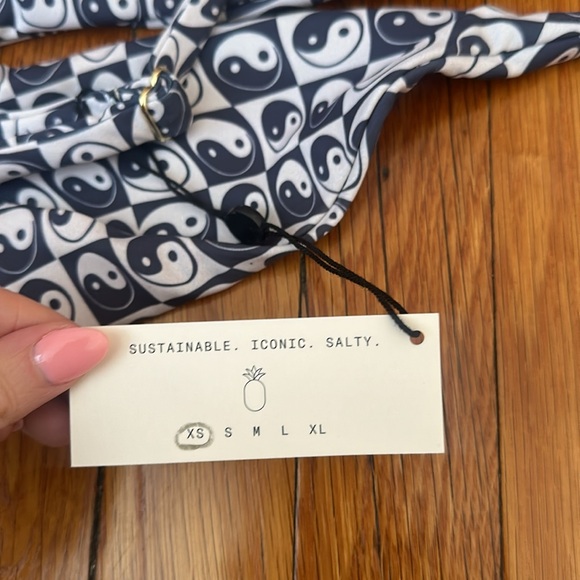 SUSTAINABLE. ICONIC. SALTY.
XS S M L XL